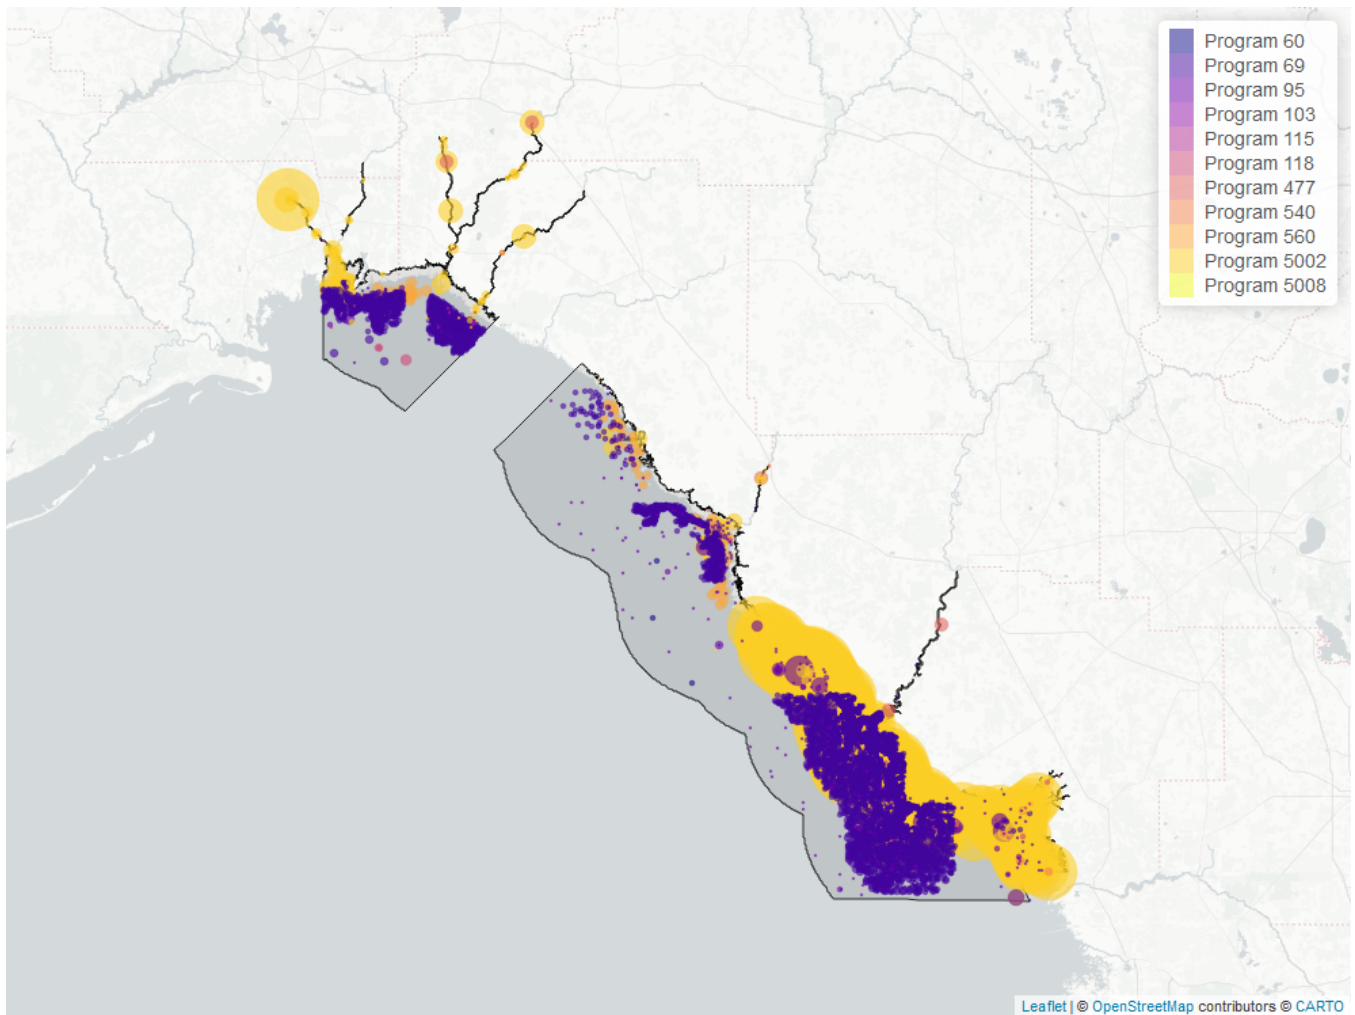 Program 60
Program 69
Program 95
Program 103
Program 115
Program 118
Program 477
Program 540
Program 560
Program 5002
Program 5008
Leaflet | © OpenStreetMap contributors © CARTO